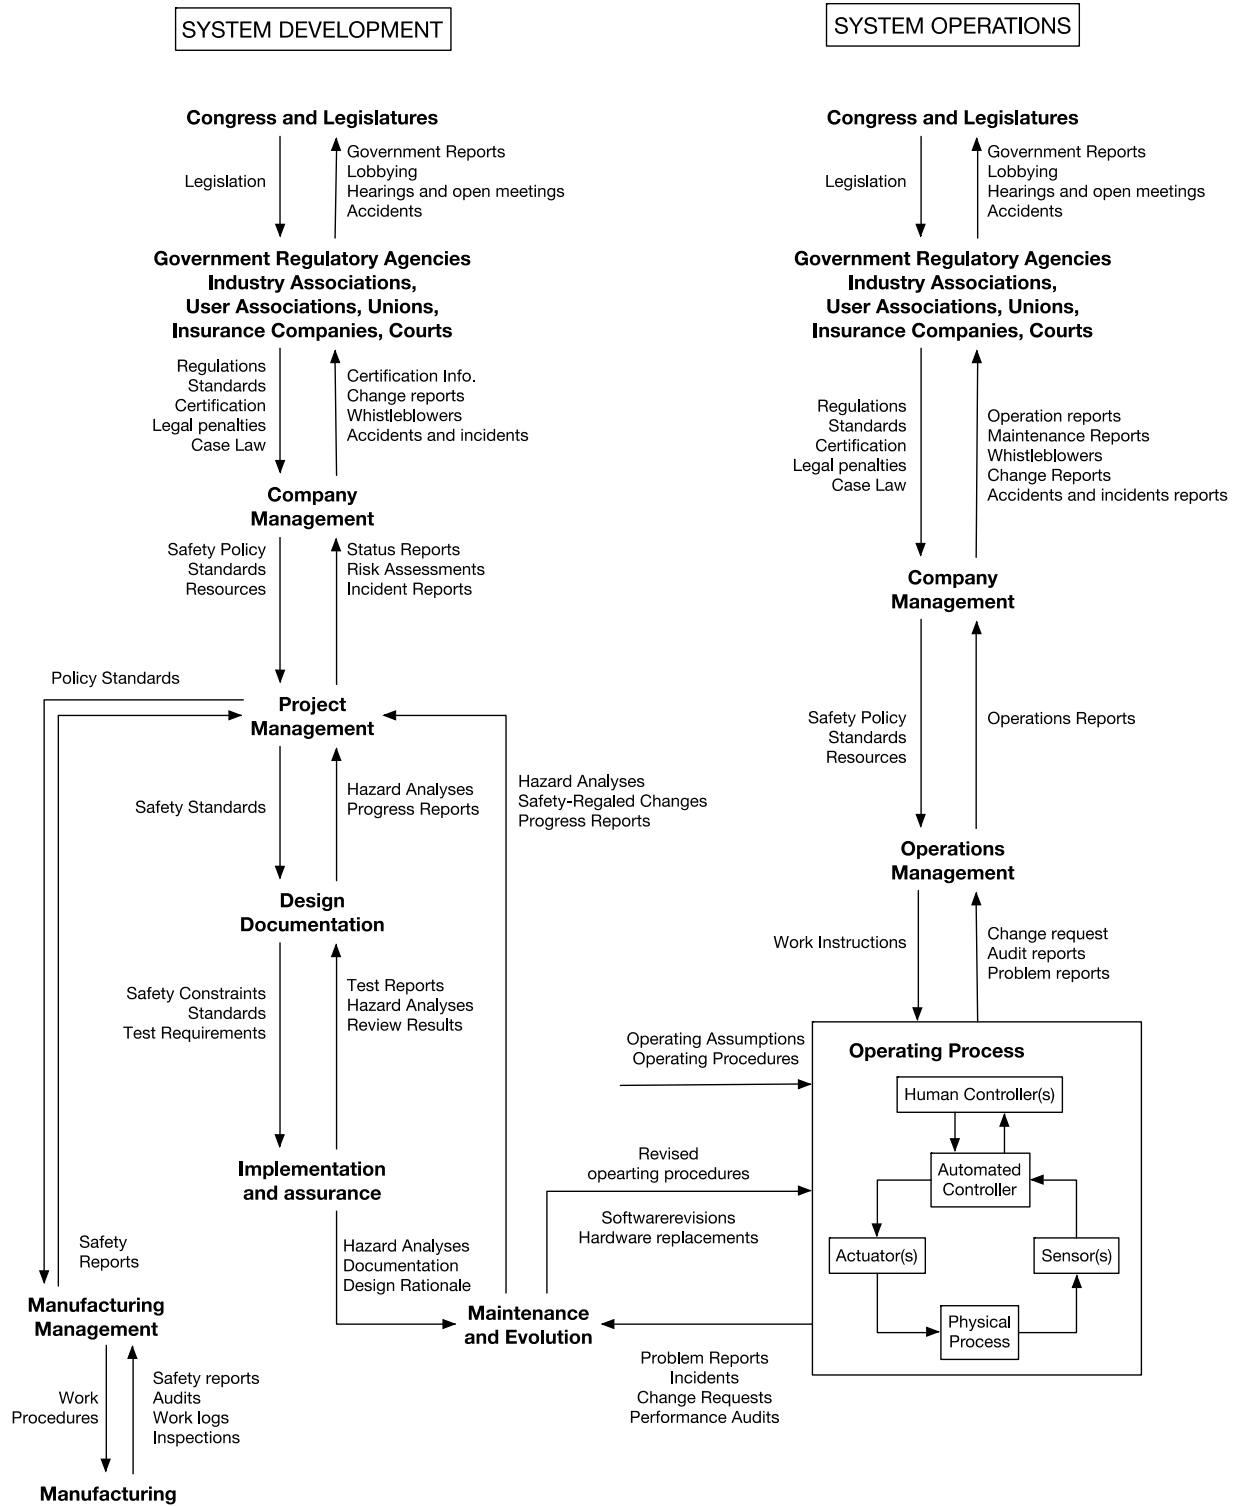 SYSTEM DEVELOPMENT
Congress and Legislatures
Legislation
Government Reports
Lobbying
Hearings and open meetings
Accidents
Government Regulatory Agencies
Industry Associations,
User Associations, Unions,
Insurance Companies, Courts
Regulations
Standards
Certification
Legal penalties
Case Law
Certification Info.
Change reports
Whistleblowers
Accidents and incidents
Company
Management
Safety Policy
Standards
Resources
Status Reports
Risk Assessments
Incident Reports
Policy Standards
Project
Management
Safety Standards
Hazard Analyses
Progress Reports
Hazard Analyses
Safety-Regaled Changes
Progress Reports
Design
Documentation
Safety Constraints
Standards
Test Requirements
Test Reports
Hazard Analyses
Review Results
Implementation
and assurance
Safety
Reports
Hazard Analyses
Documentation
Design Rationale
Manufacturing
Management
Maintenance
and Evolution
Work
Procedures
Safety reports
Audits
Work logs
Inspections
Manufacturing
SYSTEM OPERATIONS
Congress and Legislatures
Legislation
Government Reports
Lobbying
Hearings and open meetings
Accidents
Government Regulatory Agencies
Industry Associations,
User Associations, Unions,
Insurance Companies, Courts
Regulations
Standards
Certification
Legal penalties
Case Law
Operation reports
Maintenance Reports
Whistleblowers
Change Reports
Accidents and incidents reports
Company
Management
Safety Policy
Standards
Resources
Operations Reports
Operations
Management
Work Instructions
Change request
Audit reports
Problem reports
Operating Assumptions
Operating Procedures
Operating Process
Human Controller(s)
Automated
Controller
Actuator(s)
Sensor(s)
Physical
Process
Revised
opearting procedures
Softwarerevisions
Hardware replacements
Problem Reports
Incidents
Change Requests
Performance Audits